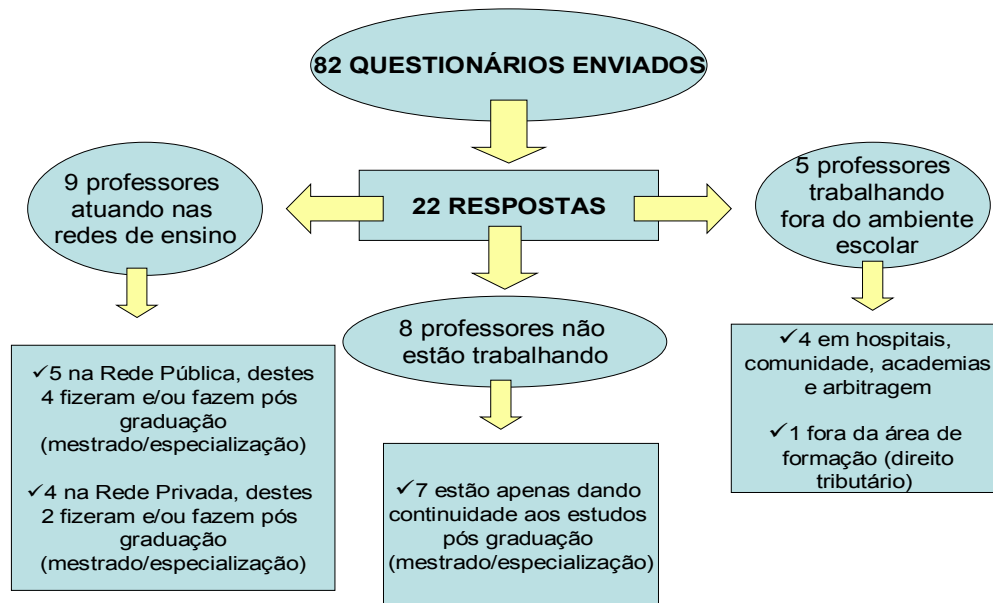 82 QUESTIONÁRIOS ENVIADOS
22 RESPOSTAS
9 professores
atuando nas
redes de ensino
✓5 na Rede Pública, destes
4 fizeram e/ou fazem pós
graduação
(mestrado/especialização)
✓4 na Rede Privada, destes
2 fizeram e/ou fazem pós
graduação
(mestrado/especialização)
8 professores não
estão trabalhando
✓7 estão apenas dando
continuidade aos estudos
pós graduação
(mestrado/especialização)
5 professores
trabalhando
fora do ambiente
escolar
✓4 em hospitais,
comunidade, academias
e arbitragem
✓1 fora da área de
formação (direito
tributário)